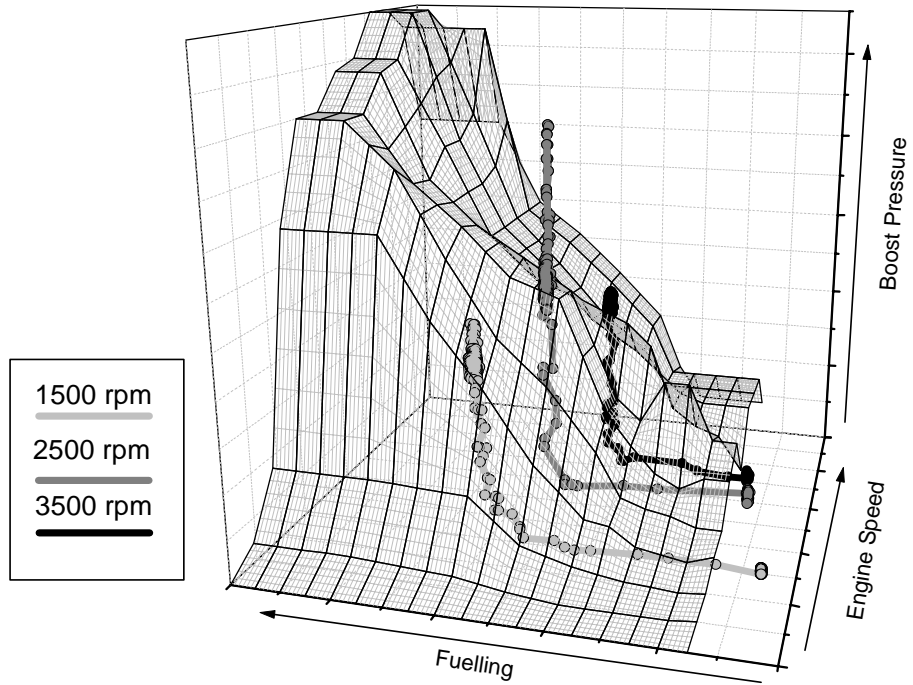 1500 rpm
2500 rpm
3500 rpm
Boost Pressure
Engine Speed
Fuelling